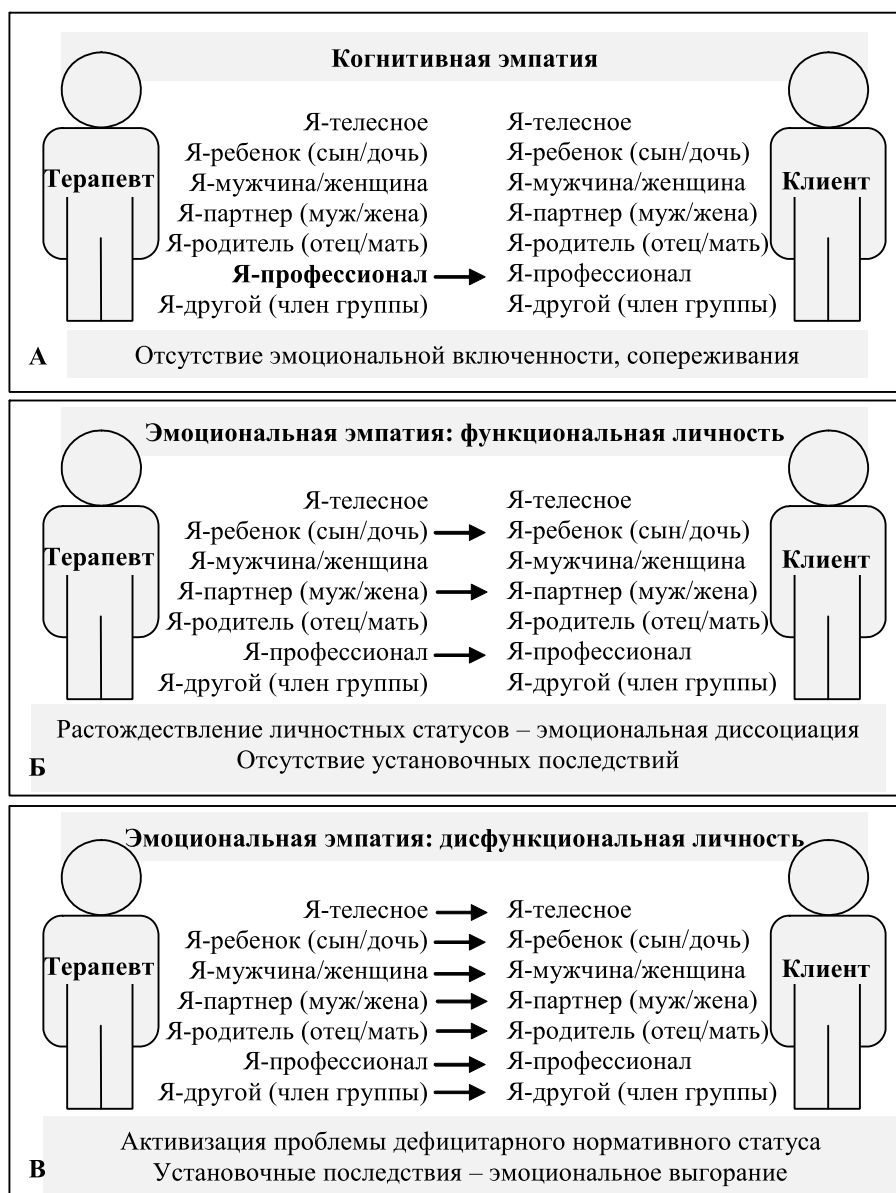 Когнитивная эмпатия
Я-телесное Я-телесное
Я-ребенок (сын/дочь) Я-ребенок (сын/дочь)
Терапевт Я-мужчина/женщина Я-мужчина/женщина Клиент
Я-партнер (муж/жена) Я-партнер (муж/жена)
Я-родитель (отец/мать) Я-родитель (отец/мать)
Я-профессионал Я-профессионал
Я-другой (член группы) Я-другой (член группы)
А Отсутствие эмоциональной включенности, сопереживания
Эмоциональная эмпатия: функциональная личность
Я-телесное Я-телесное
Я-ребенок (сын/дочь) Я-ребенок (сын/дочь)
Терапевт Я-мужчина/женщина Я-мужчина/женщина Клиент
Я-партнер (муж/жена) Я-партнер (муж/жена)
Я-родитель (отец/мать) Я-родитель (отец/мать)
Я-профессионал Я-профессионал
Я-другой (член группы) Я-другой (член группы)
Растождествление личностных статусов – эмоциональная диссоциация
Б Отсутствие установочных последствий
Эмоциональная эмпатия: дисфункциональная личность
Я-телесное Я-телесное
Я-ребенок (сын/дочь) Я-ребенок (сын/дочь)
Терапевт Я-мужчина/женщина Я-мужчина/женщина Клиент
Я-партнер (муж/жена) Я-партнер (муж/жена)
Я-родитель (отец/мать) Я-родитель (отец/мать)
Я-профессионал Я-профессионал
Я-другой (член группы) Я-другой (член группы)
Активизация проблемы дефицитарного нормативного статуса
В Установочные последствия – эмоциональное выгорание